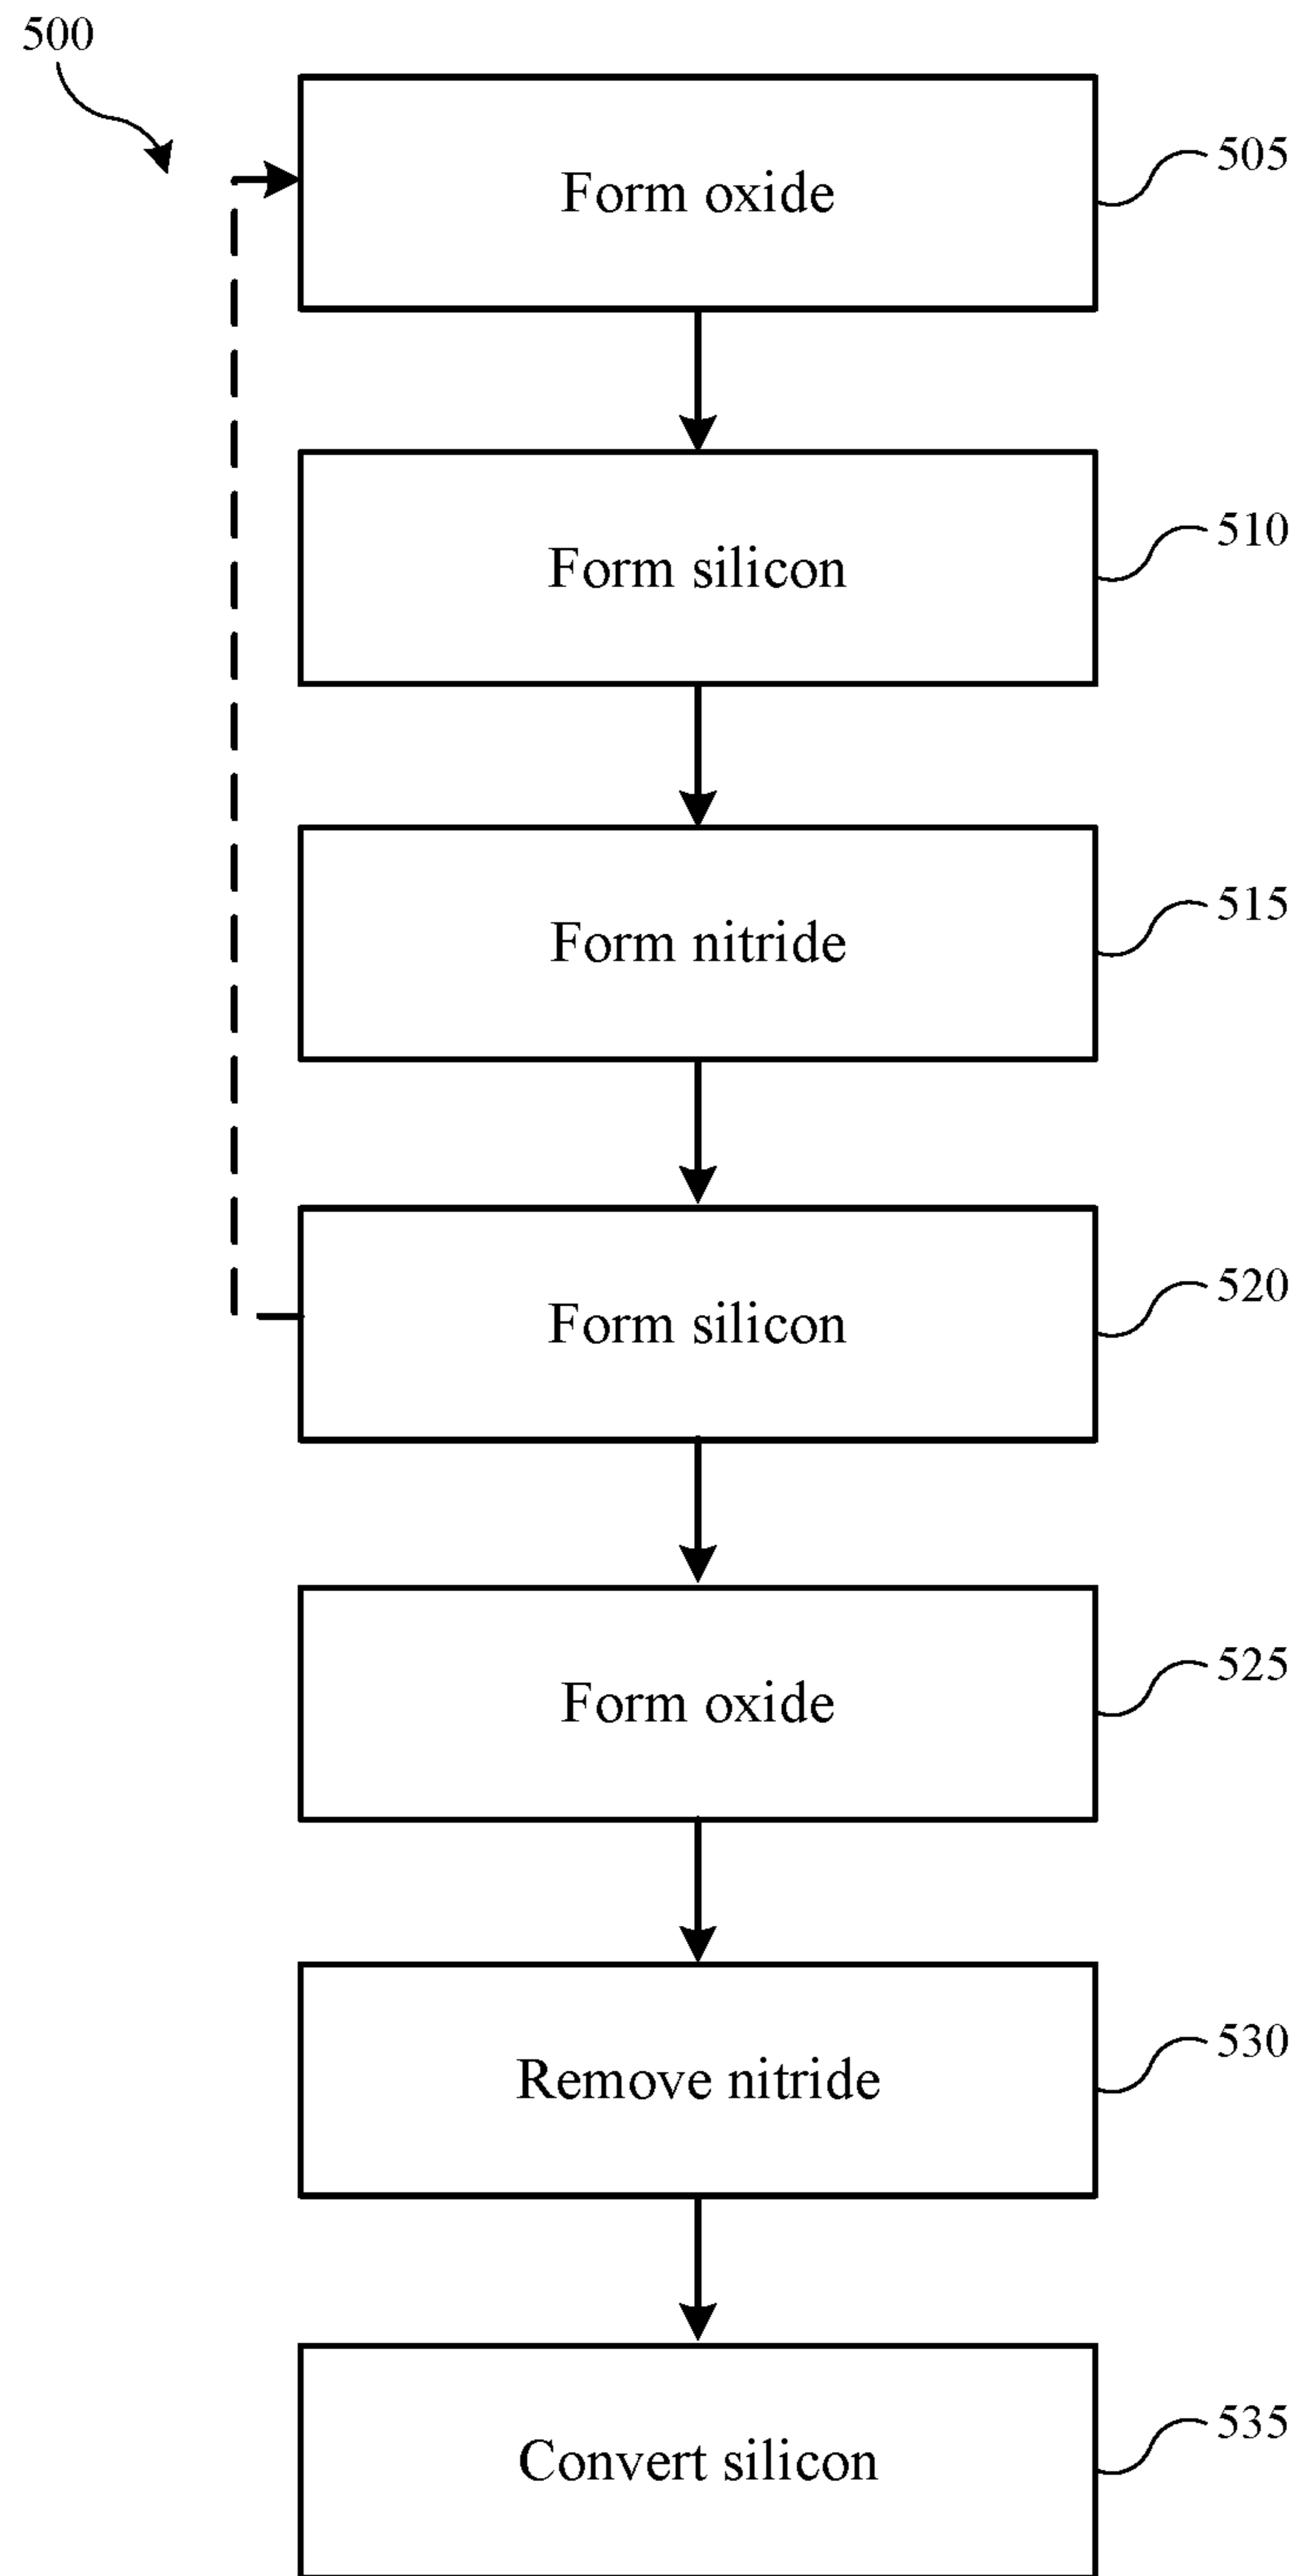 500
Form oxide
505
Form silicon
510
Form nitride
515
Form silicon
520
Form oxide
525
Remove nitride
530
Convert silicon
535